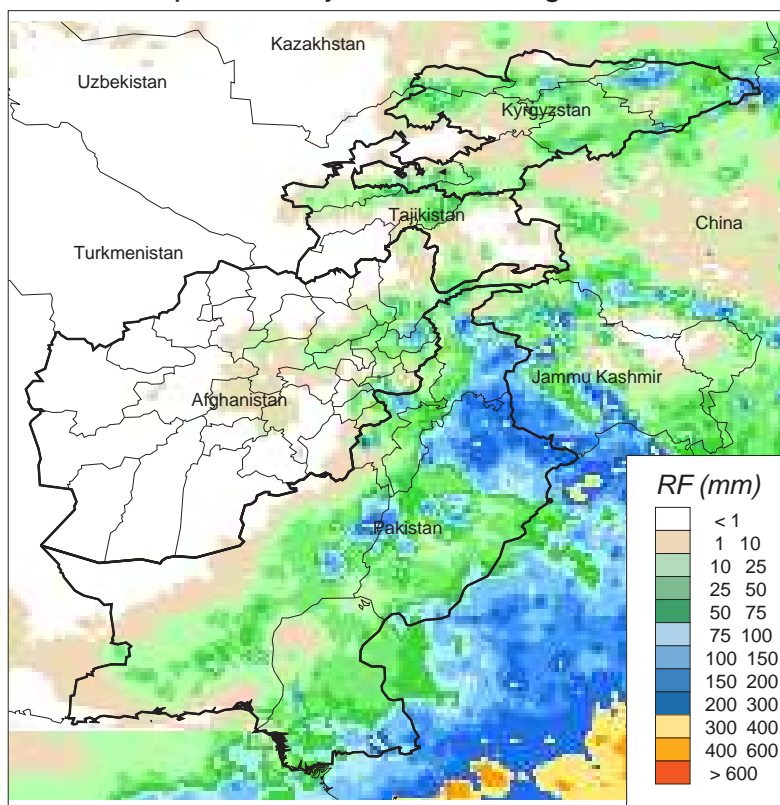 Kazakhstan
Uzbekistan
Kyrgyzstan
Tajikistan
China
Turkmenistan
Jammu Kashmir
Afghanistan
Pakistan
RF (mm)
< 1
1 10
10 25
25 50
50 75
75 100
100 150
150 200
200 300
300 400
400 600
> 600